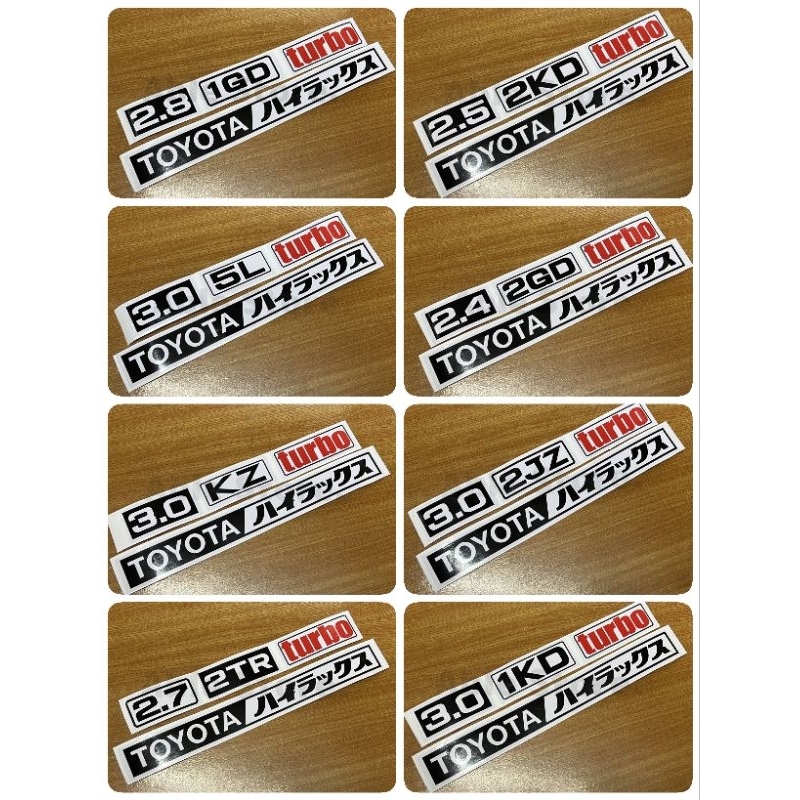 2.8 1GD turbo
TOYOTA ハイラックス
2.5 2KD turbo
TOYOTA ハイラックス
3.0 5L turbo
TOYOTA ハイラックス
2.4 2GD turbo
TOYOTA ハイラックス
3.0 KZ turbo
TOYOTA ハイラックス
3.0 2JZ turbo
TOYOTA ハイラックス
2.7 2TR turbo
TOYOTA ハイラックス
3.0 1KD turbo
TOYOTA ハイラックス